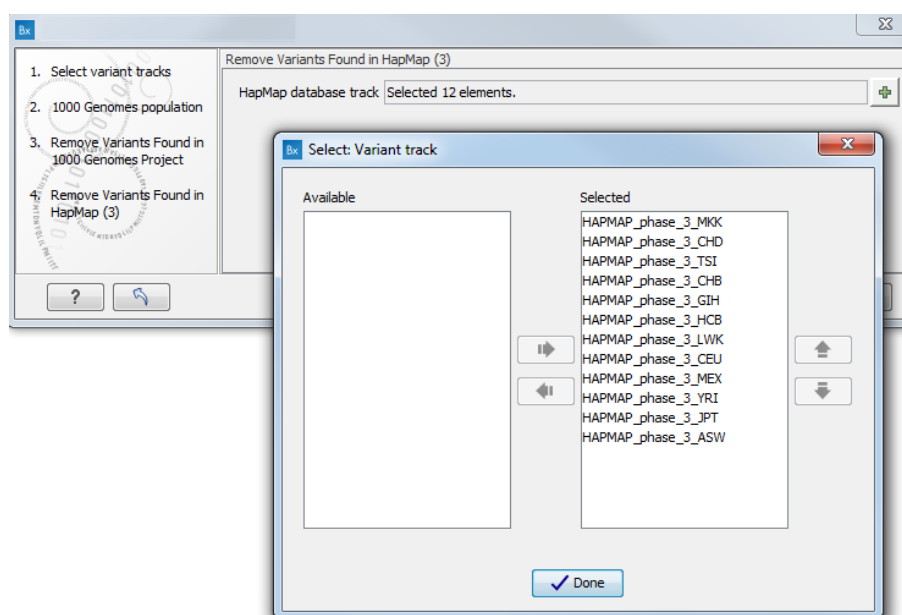 Bx
1. Select variant tracks
2. 1000 Genomes population
3. Remove Variants Found in
1000 Genomes Project
4. Remove Variants Found in
HapMap (3)
Remove Variants Found in HapMap (3)
HapMap database track Selected 12 elements.
?
Bx Select: Variant track
Available
Selected
HAPMAP_phase_3_MKK
HAPMAP_phase_3_CHD
HAPMAP_phase_3_TSI
HAPMAP_phase_3_CHB
HAPMAP_phase_3_GIH
HAPMAP_phase_3_HCB
HAPMAP_phase_3_LWK
HAPMAP_phase_3_CEU
HAPMAP_phase_3_MEX
HAPMAP_phase_3_YRI
HAPMAP_phase_3_JPT
HAPMAP_phase_3_ASW
Done